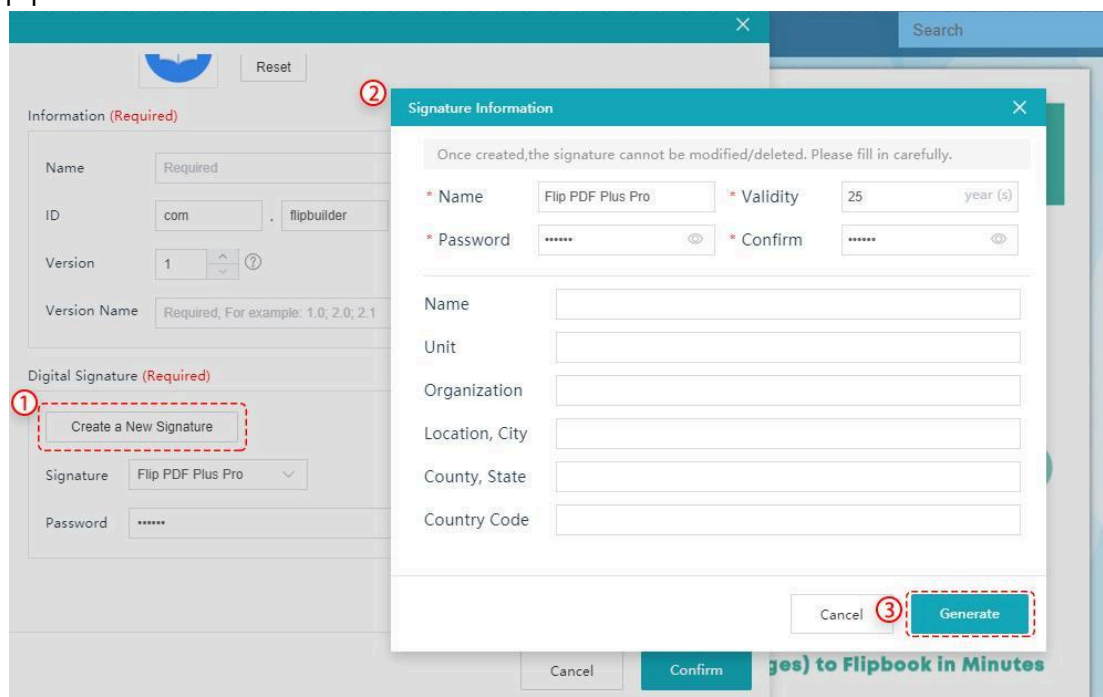 Search
Reset
Information (Required)
Name Required
ID com . flipbuilder
Version 1 ?
Version Name Required, For example: 1.0; 2.0; 2.1
Digital Signature (Required)
1
Create a New Signature
Signature Flip PDF Plus Pro
Password ••••••
2
Signature Information
Once created,the signature cannot be modified/deleted. Please fill in carefully.
* Name Flip PDF Plus Pro * Validity 25 year (s)
* Password •••••• * Confirm ••••••
Name
Unit
Organization
Location, City
County, State
Country Code
Cancel 3 Generate
Cancel Confirm
ges) to Flipbook in Minutes